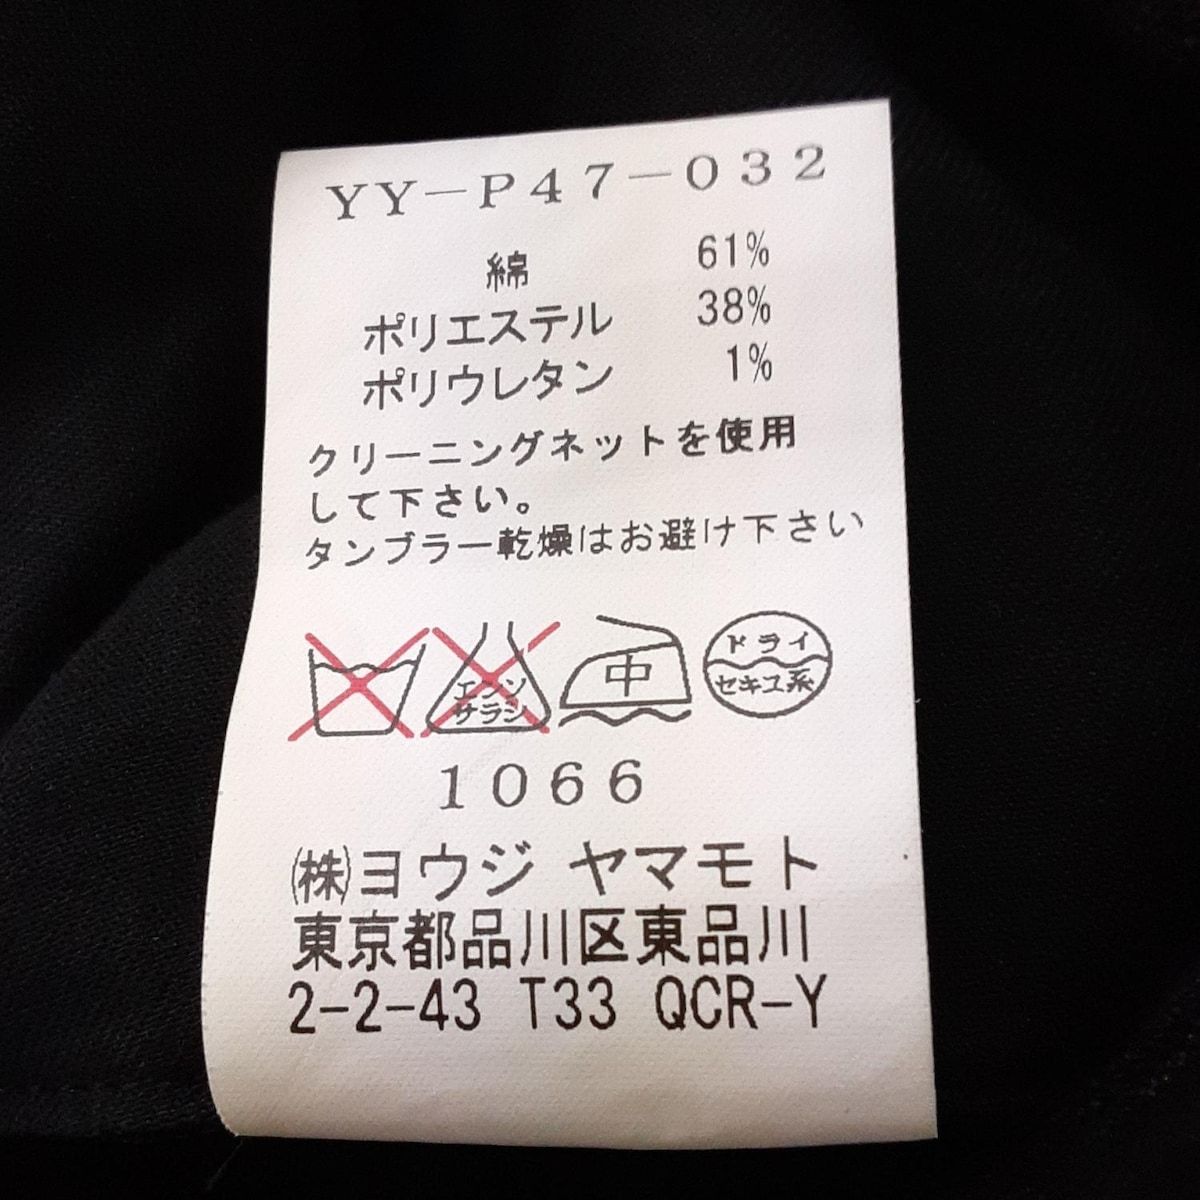 YY-P47-032
綿 61%
ポリエステル 38%
ポリウレタン 1%
クリーニングネットを使用
して下さい。
タンブラー乾燥はお避け下さい
エンソ
サラシ
中
ドライ
セキユ系
1066
㈱ヨウジ ヤマモト
東京都品川区東品川
2-2-43 T33 QCR-Y